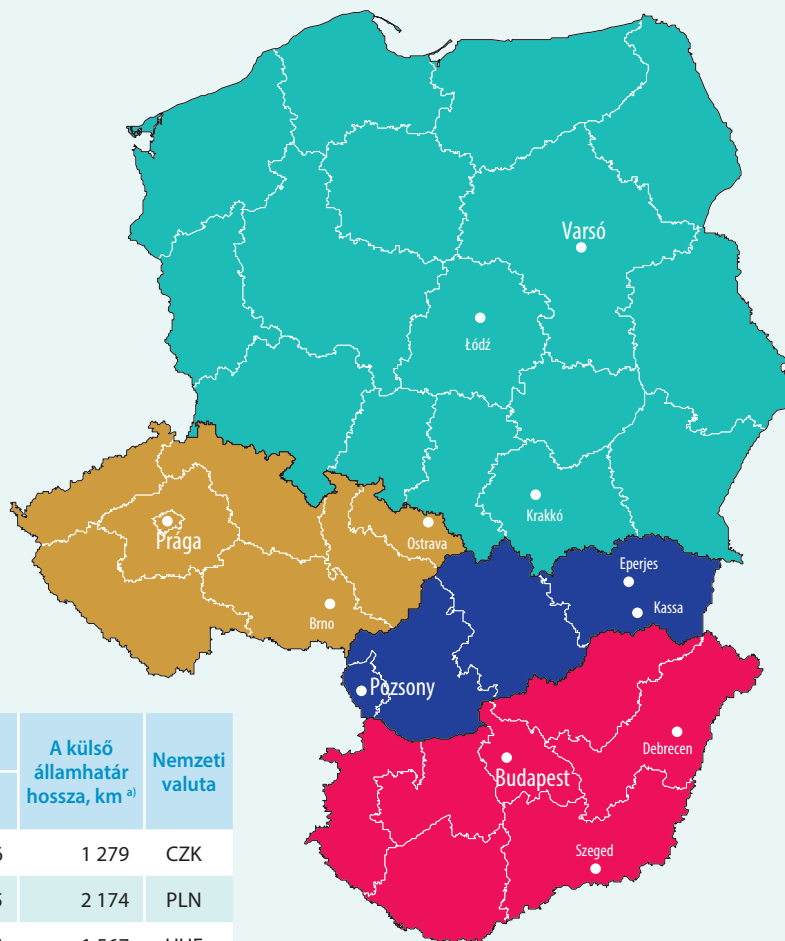 Varsó
Łódź
Krakkó
Prága
Ostrava
Brno
Eperjes
Kassa
Pozsony
Budapest
Debrecen
Szeged
A külső
államhatár
hossza, km a)
Nemzeti
valuta
1 279 CZK
2 174 PLN